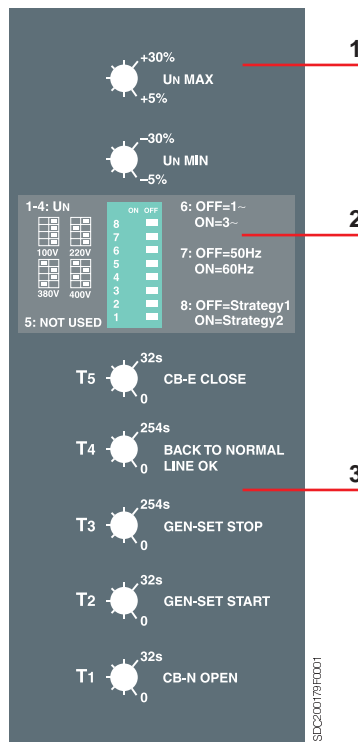 1
+30%
UN MAX
+5%
–30%
UN MIN
–5%
1-4: UN
100V 220V
380V 400V
5: NOT USED
ON OFF
8
7
6
5
4
3
2
1
6: OFF=1~
ON=3~
2
7: OFF=50Hz
ON=60Hz
8: OFF=Strategy1
ON=Strategy2
32s
T5 CB-E CLOSE
0
254s
T4 BACK TO NORMAL
LINE OK
0
3
254s
T3 GEN-SET STOP
0
32s
T2 GEN-SET START
0
32s
T1 CB-N OPEN
0
SDC200179F0001